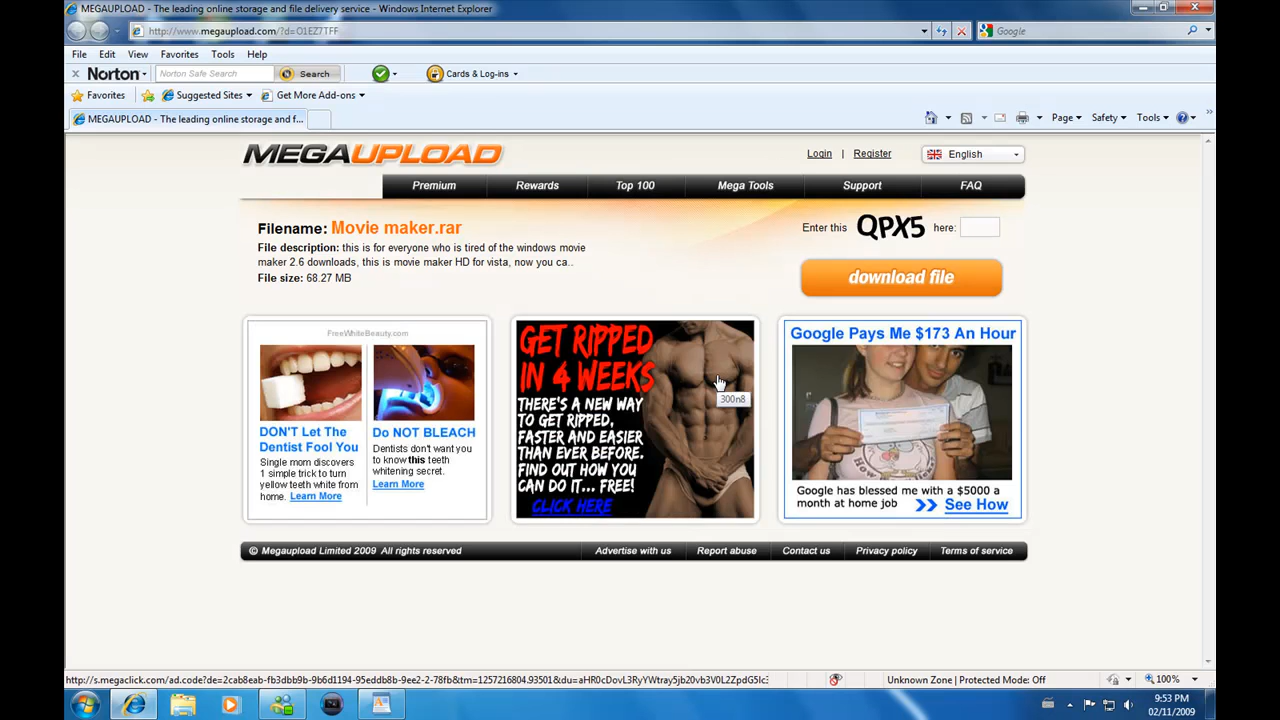 MEGAUPLOAD - The leading online storage and file delivery service - Windows Internet Explorer
http://www.megaupload.com/?d=O1EZ7TFF
Google
File Edit View Favorites Tools Help
Norton Norton Safe Search Search Cards & Log-ins
Favorites Suggested Sites Get More Add-ons
MEGAUPLOAD - The leading online storage and f...
Page Safety Tools
MEGAUPLOAD
Login | Register English
Premium Rewards Top 100 Mega Tools Support FAQ
Filename: Movie maker.rar
File description: this is for everyone who is tired of the windows movie
maker 2.6 downloads, this is movie maker HD for vista, now you ca..
File size: 68.27 MB
Enter this QPX5 here:
download file
FreeWhiteBeauty.com
DON'T Let The
Dentist Fool You
Single mom discovers
1 simple trick to turn
yellow teeth white from
home. Learn More
Do NOT BLEACH
Dentists don't want you
to know this teeth
whitening secret.
Learn More
GET RIPPED
IN 4 WEEKS
THERE'S A NEW WAY
TO GET RIPPED,
FASTER AND EASIER
THAN EVER BEFORE.
FIND OUT HOW YOU
CAN DO IT... FREE!
CLICK HERE
300n8
Google Pays Me $173 An Hour
Google has blessed me with a $5000 a
month at home job >> See How
© Megaupload Limited 2009 All rights reserved Advertise with us Report abuse Contact us Privacy policy Terms of service
Unknown Zone | Protected Mode: Off 100%
9:53 PM
02/11/2009